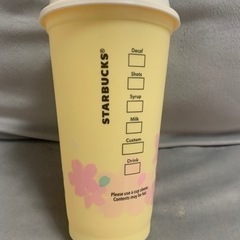 STARBUCKS®
Decaf
Shots
Syrup
Milk
Custom
Drink
Please use a cup sleeve.
Contents may be hot!